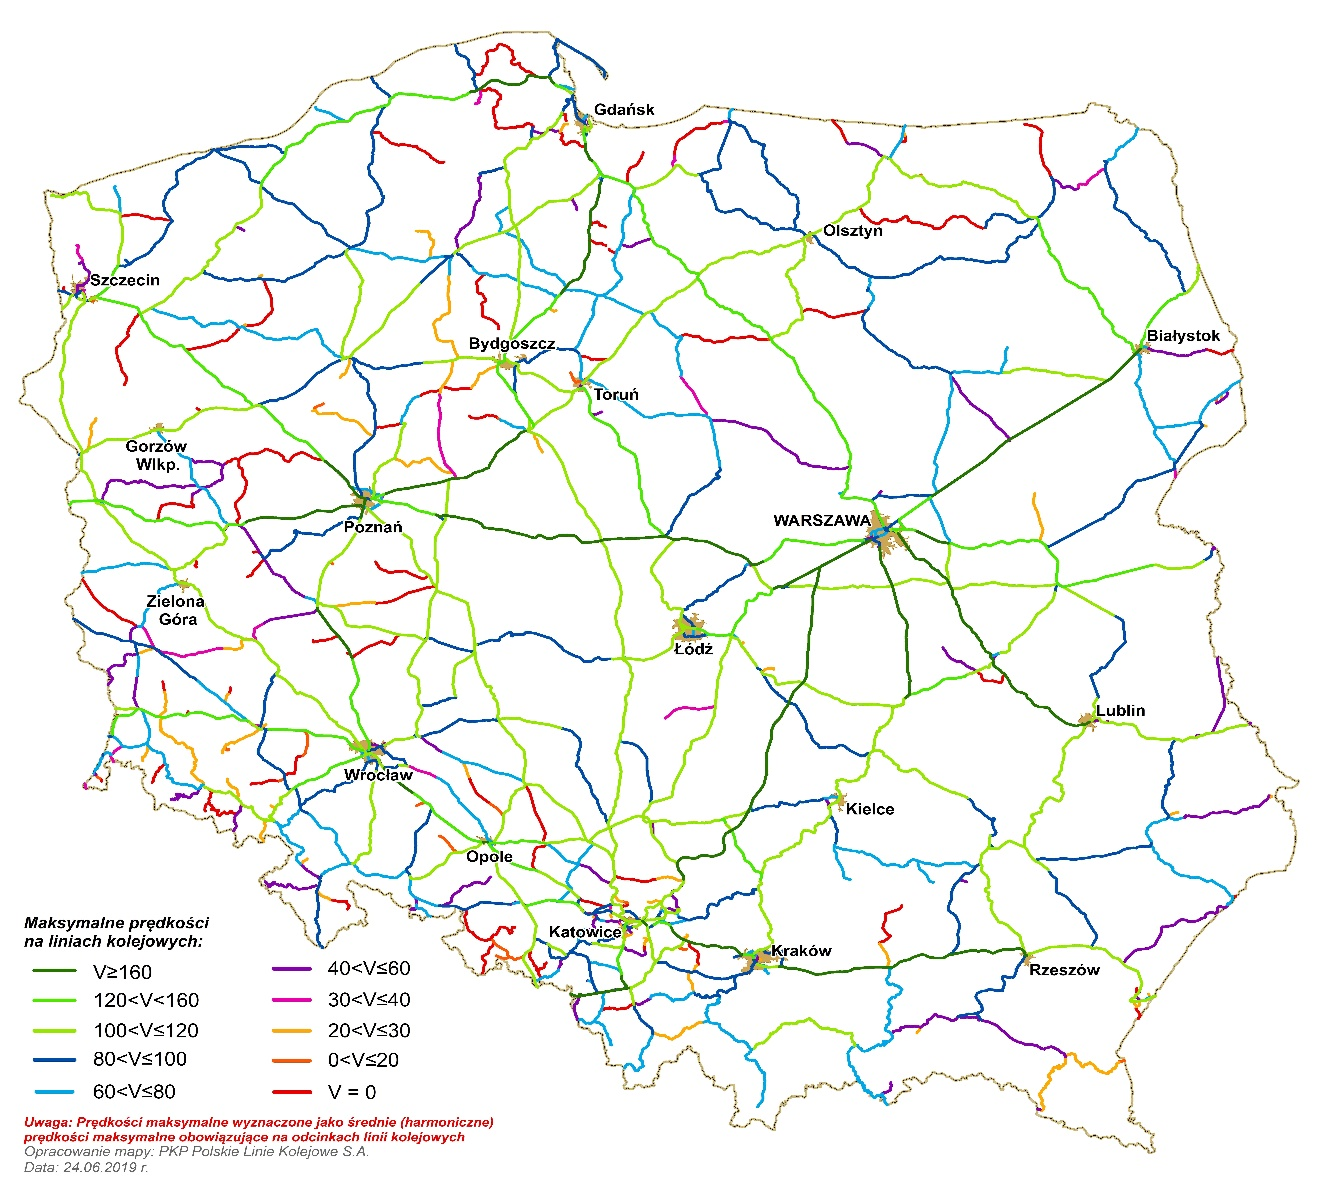 Gdańsk
Olsztyn
Szczecin
Białystok
Bydgoszcz
Toruń
Gorzów
Wlkp.
Poznań
WARSZAWA
Zielona
Góra
Łódź
Lublin
Wrocław
Kielce
Opole
Katowice
Kraków
Rzeszów
Maksymalne prędkości
na liniach kolejowych:
V≥160
120<V<160
100<V≤120
80<V≤100
60<V≤80
40<V≤60
30<V≤40
20<V≤30
0<V≤20
V = 0
Uwaga: Prędkości maksymalne wyznaczone jako średnie (harmoniczne)
prędkości maksymalne obowiązujące na odcinkach linii kolejowych
Opracowanie mapy: PKP Polskie Linie Kolejowe S.A.
Data: 24.06.2019 r.